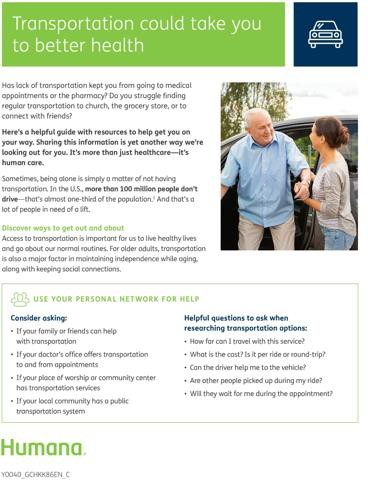 Transportation could take you
to better health
Has lack of transportation kept you from going to medical
appointments or the pharmacy? Do you struggle finding
regular transportation to church, the grocery store, or to
connect with friends?
Here's a helpful guide with resources to help get you on
your way. Sharing this information is yet another way we're
looking out for you. It's more than just healthcare—it's
human care.
Sometimes, being alone is simply a matter of not having
transportation. In the U.S., more than 100 million people don't
drive—that's almost one-third of the population.¹ And that's a
lot of people in need of a lift.
Discover ways to get out and about
Access to transportation is important for us to live healthy lives
and go about our normal routines. For older adults, transportation
is also a major factor in maintaining independence while aging,
along with keeping social connections.
USE YOUR PERSONAL NETWORK FOR HELP
Consider asking:
• If your family or friends can help
with transportation
• If your doctor's office offers transportation
to and from appointments
• If your place of worship or community center
has transportation services
• If your local community has a public
transportation system
Helpful questions to ask when
researching transportation options:
• How far can I travel with this service?
• What is the cost? Is it per ride or round-trip?
• Can the driver help me to the vehicle?
• Are other people picked up during my ride?
• Will they wait for me during the appointment?
Humana.
Y0040_GCHKK86EN_C